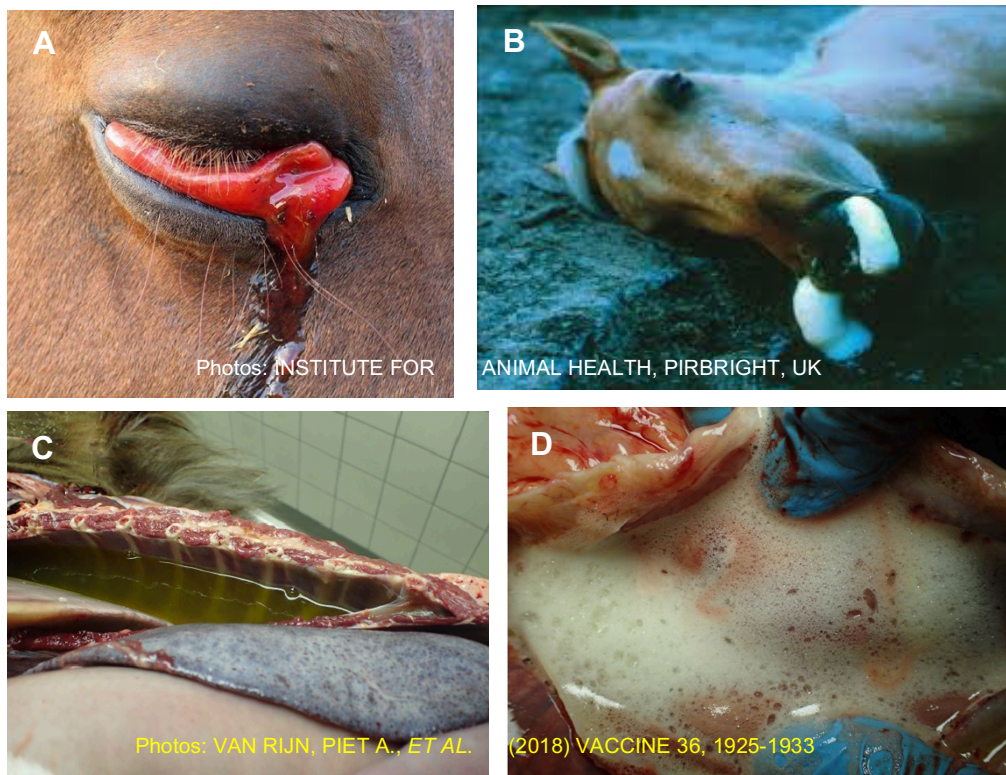 A
B
Photos: INSTITUTE FOR ANIMAL HEALTH, PIRBRIGHT, UK
C
D
Photos: VAN RIJN, PIET A., ET AL. (2018) VACCINE 36, 1925-1933